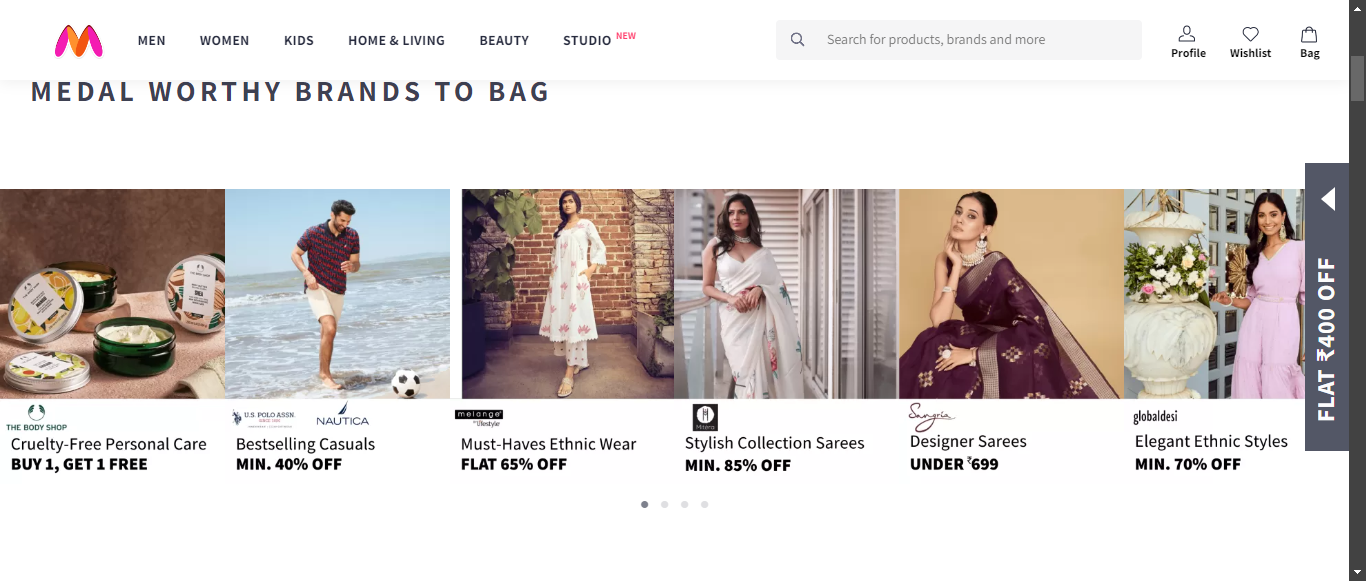 MEN WOMEN KIDS HOME & LIVING BEAUTY STUDIO NEW
Search for products, brands and more
Profile Wishlist Bag
MEDAL WORTHY BRANDS TO BAG
FLAT ₹400 OFF
THE BODY SHOP
Cruelty-Free Personal Care
BUY 1, GET 1 FREE
U.S. POLO ASSN. NAUTICA
Bestselling Casuals
MIN. 40% OFF
melange
by lifestyle
Must-Haves Ethnic Wear
FLAT 65% OFF
Mitera
Stylish Collection Sarees
MIN. 85% OFF
Sangria
Designer Sarees
UNDER ₹699
globaldesi
Elegant Ethnic Styles
MIN. 70% OFF